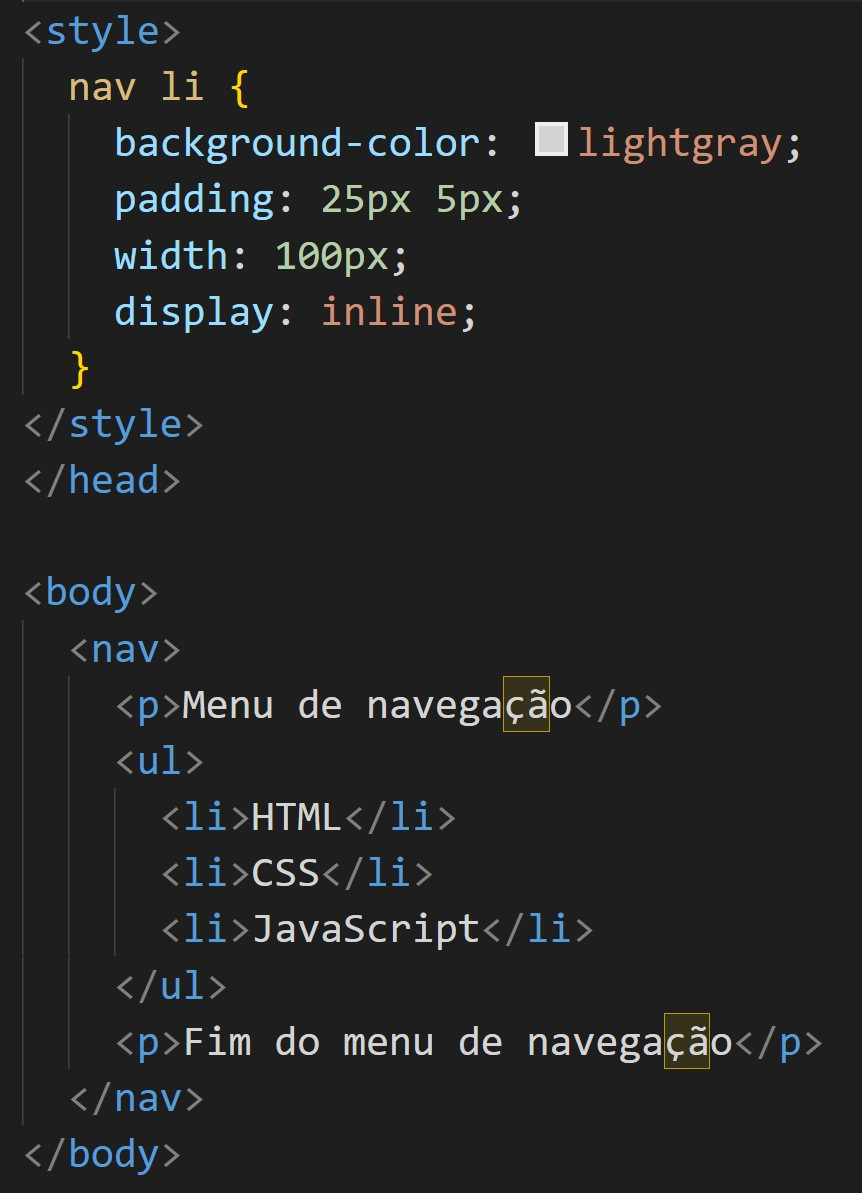 <style>
nav li {
background-color: lightgray;
padding: 25px 5px;
width: 100px;
display: inline;
}
</style>
</head>
<body>
<nav>
<p>Menu de navegação</p>
<ul>
<li>HTML</li>
<li>CSS</li>
<li>JavaScript</li>
</ul>
<p>Fim do menu de navegação</p>
</nav>
</body>